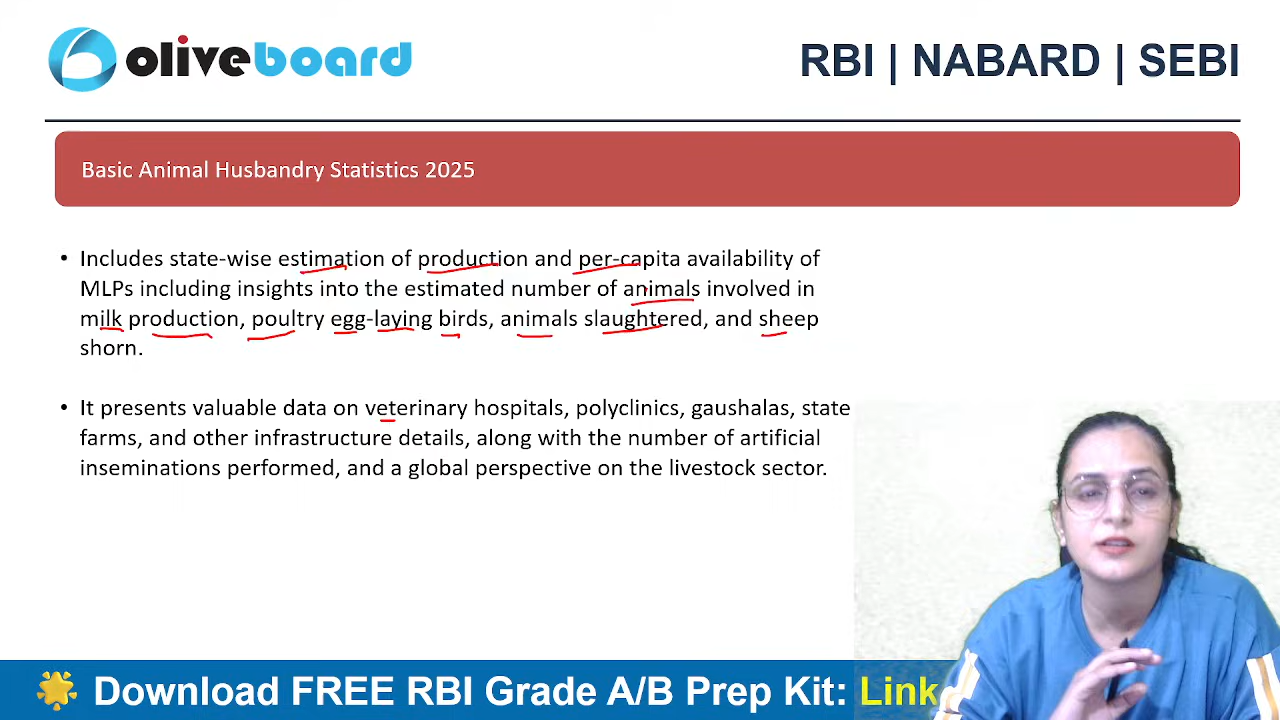 oliveboard
RBI | NABARD | SEBI
Basic Animal Husbandry Statistics 2025
• Includes state-wise estimation of production and per-capita availability of
MLPs including insights into the estimated number of animals involved in
milk production, poultry egg-laying birds, animals slaughtered, and sheep
shorn.
• It presents valuable data on veterinary hospitals, polyclinics, gaushalas, state
farms, and other infrastructure details, along with the number of artificial
inseminations performed, and a global perspective on the livestock sector.
Download FREE RBI Grade A/B Prep Kit: Link